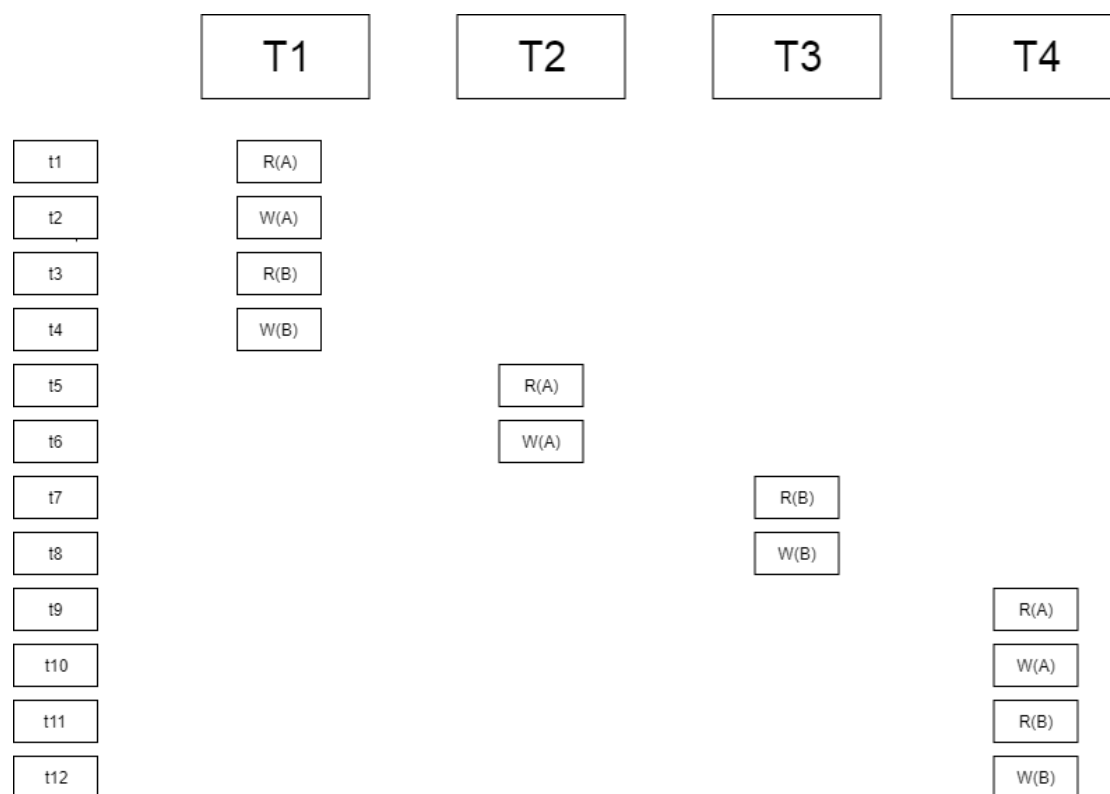 T1 T2 T3 T4
t1 R(A)
t2 W(A)
t3 R(B)
t4 W(B)
t5 R(A)
t6 W(A)
t7 R(B)
t8 W(B)
t9 R(A)
t10 W(A)
t11 R(B)
t12 W(B)